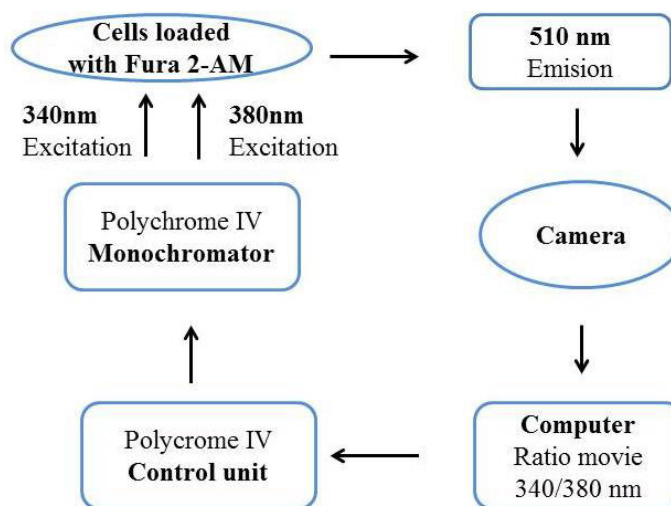 Cells loaded
with Fura 2-AM
510 nm
Emision
340nm
Excitation
380nm
Excitation
Polychrome IV
Monochromator
Camera
Polycrome IV
Control unit
Computer
Ratio movie
340/380 nm